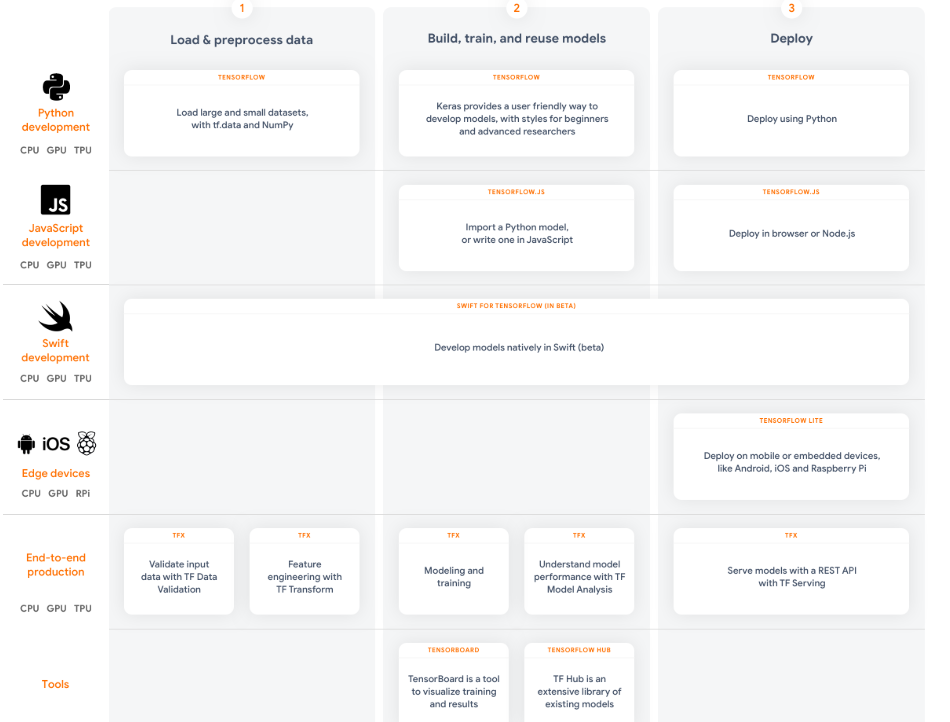 1
2
3
Load & preprocess data
Build, train, and reuse models
Deploy
Python
development
CPU GPU TPU
TENSORFLOW
Load large and small datasets,
with tf.data and NumPy
TENSORFLOW
Keras provides a user friendly way to
develop models, with styles for beginners
and advanced researchers
TENSORFLOW
Deploy using Python
JS
JavaScript
development
CPU GPU TPU
TENSORFLOW.JS
Import a Python model,
or write one in JavaScript
TENSORFLOW.JS
Deploy in browser or Node.js
Swift
development
CPU GPU TPU
SWIFT FOR TENSORFLOW (IN BETA)
Develop models natively in Swift (beta)
iOS
Edge devices
CPU GPU RPi
TENSORFLOW LITE
Deploy on mobile or embedded devices,
like Android, iOS and Raspberry Pi
End-to-end
production
CPU GPU TPU
TFX
Validate input
data with TF Data
Validation
TFX
Feature
engineering with
TF Transform
TFX
Modeling and
training
TFX
Understand model
performance with TF
Model Analysis
TFX
Serve models with a REST API
with TF Serving
Tools
TENSORBOARD
TensorBoard is a tool
to visualize training
and results
TENSORFLOW HUB
TF Hub is an
extensive library of
existing models